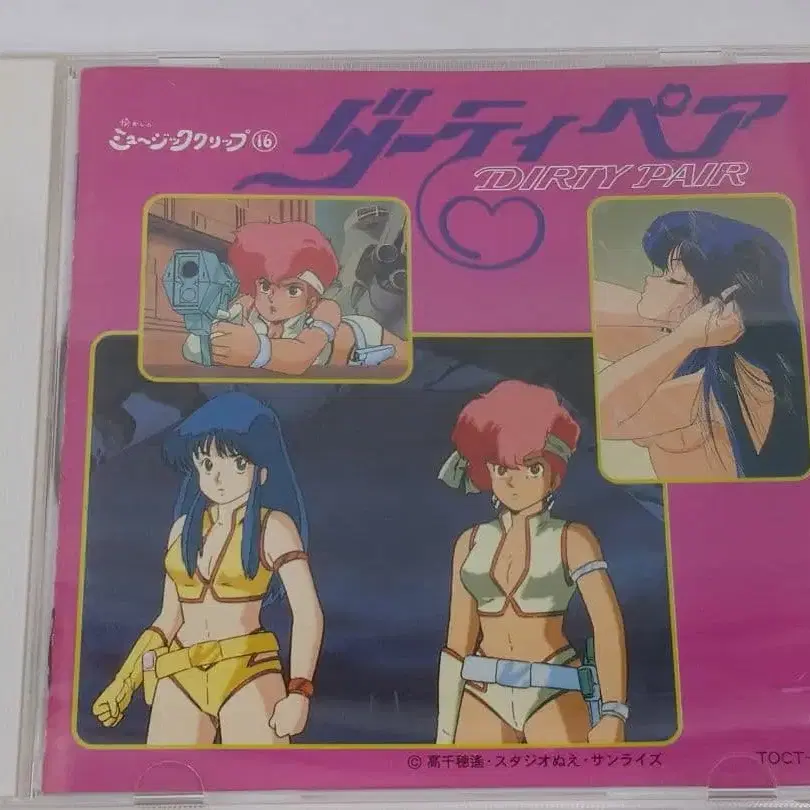 懐かしの
ミュージッククリップ⑯
ダーティペア
DIRTY PAIR
© 高千穂遙・スタジオぬえ・サンライズ
TOCT-